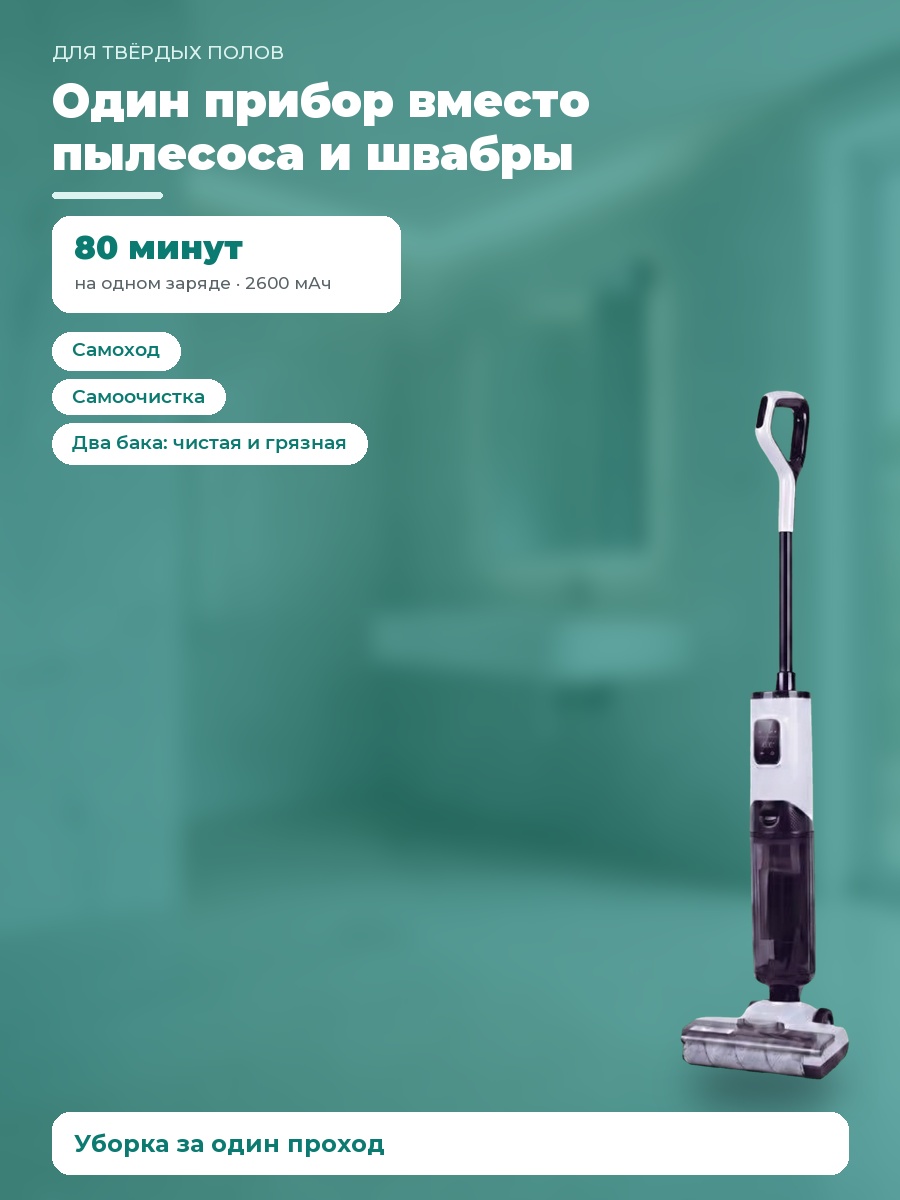 ДЛЯ ТВЁРДЫХ ПОЛОВ
Один прибор вместо
пылесоса и швабры
80 минут
на одном заряде · 2600 мАч
Самоход
Самоочистка
Два бака: чистая и грязная
Уборка за один проход